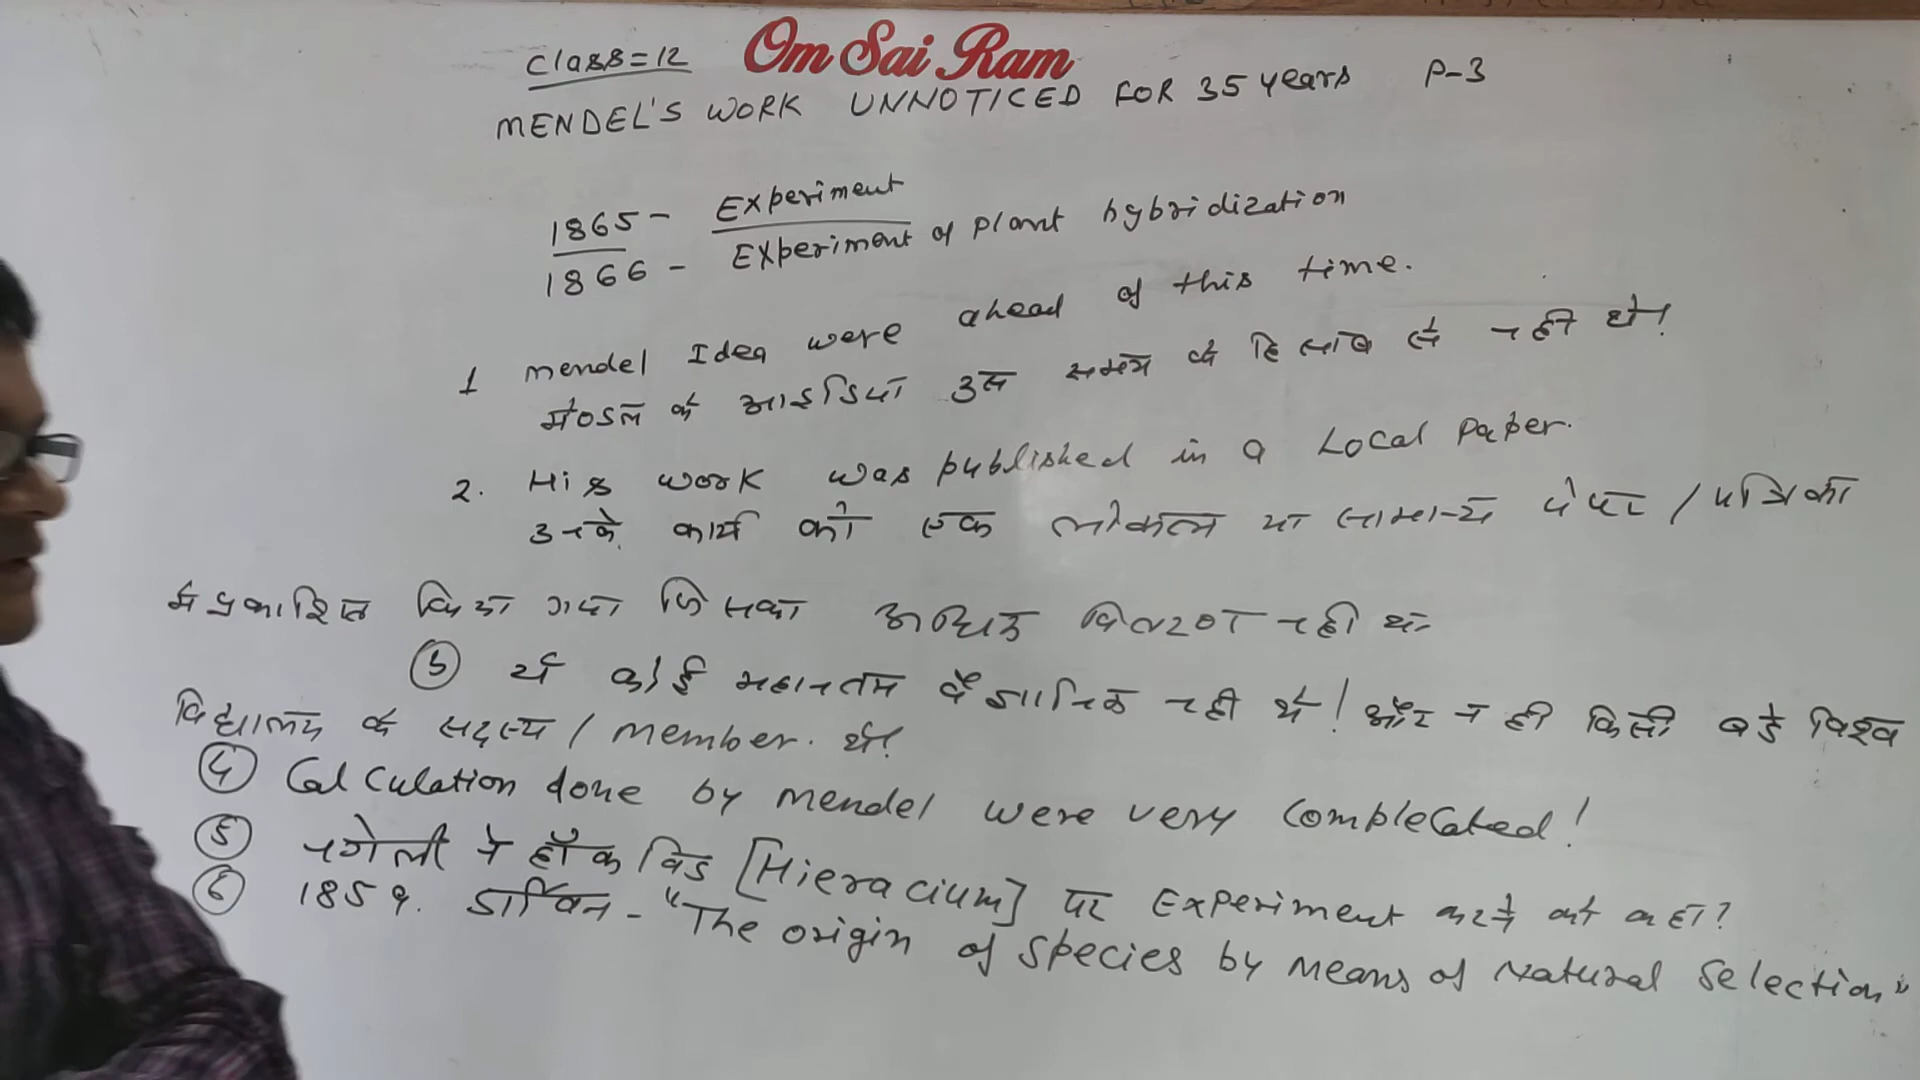 Class=12 Om Sai Ram
MENDEL'S WORK UNNOTICED FOR 35 years P-3
1865 - Experiment
1866 - Experiment of plant hybridization
1 mendel Idea were ahead of this time.
मेण्डल के आइडिया उस समय के हिसाब से नही थे!
2. His work was published in a Local Paper.
उनके कार्य को एक लोकल या सामान्य पेपर / पत्रिका
मे प्रकाशित किया गया जिसका अधिक वितरण नही था
③ ये कोई महानतम वैज्ञानिक नही थे! और न ही किसी बडे विश्व
विद्यालय के सदस्य / member. थे!
④ Calculation done by mendel were very complecated!
⑤ नगेली ने हॉक विड [Hieracium] पर Experiment करने को कहा?
⑥ 1859. डार्विन - "The origin of species by means of Natural Selection"